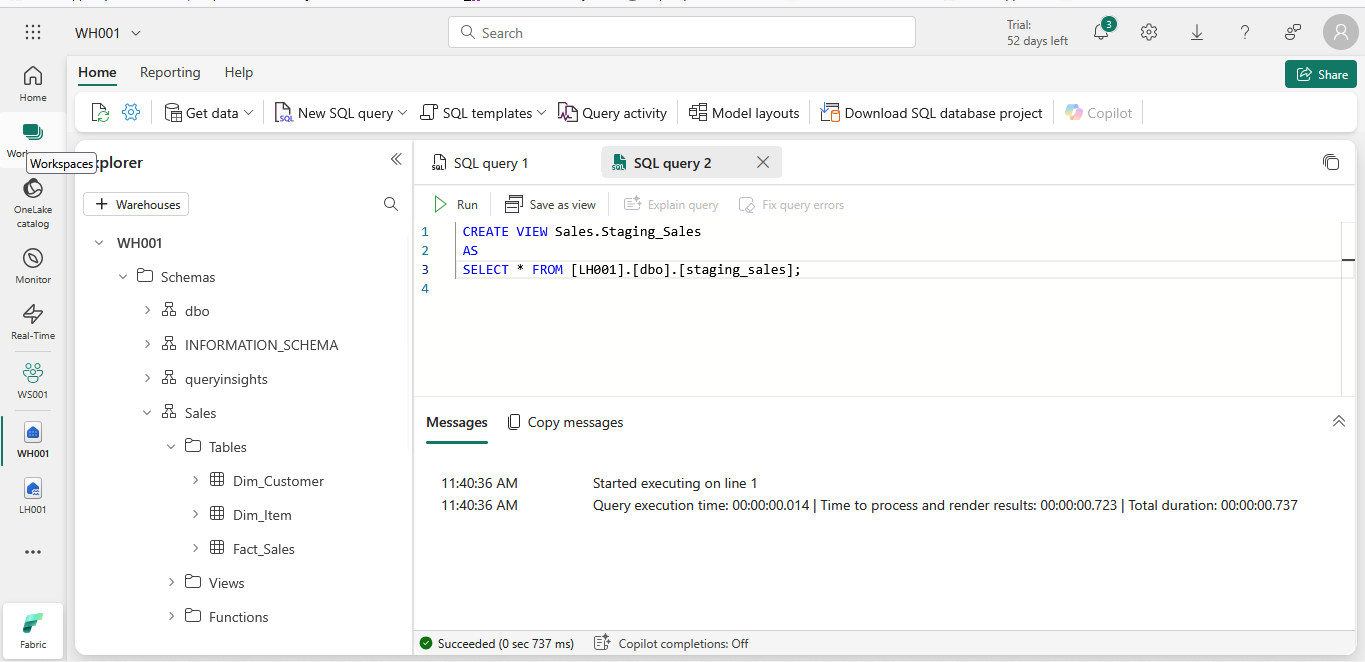 WH001
Search
Trial:
52 days left
3
Home
Reporting
Help
Share
Get data
SQL
New SQL query
SQL templates
Query activity
Model layouts
Download SQL database project
Copilot
Home
Workspaces
OneLake
catalog
Monitor
Real-Time
WS001
WH001
LH001
Fabric
plorer
Warehouses
WH001
Schemas
dbo
INFORMATION_SCHEMA
queryinsights
Sales
Tables
Dim_Customer
Dim_Item
Fact_Sales
Views
Functions
SQL query 1
SQL query 2
Run
Save as view
Explain query
Fix query errors
1 CREATE VIEW Sales.Staging_Sales
2 AS
3 SELECT * FROM [LH001].[dbo].[staging_sales];
4
Messages
Copy messages
11:40:36 AM Started executing on line 1
11:40:36 AM Query execution time: 00:00:00.014 | Time to process and render results: 00:00:00.723 | Total duration: 00:00:00.737
Succeeded (0 sec 737 ms)
Copilot completions: Off